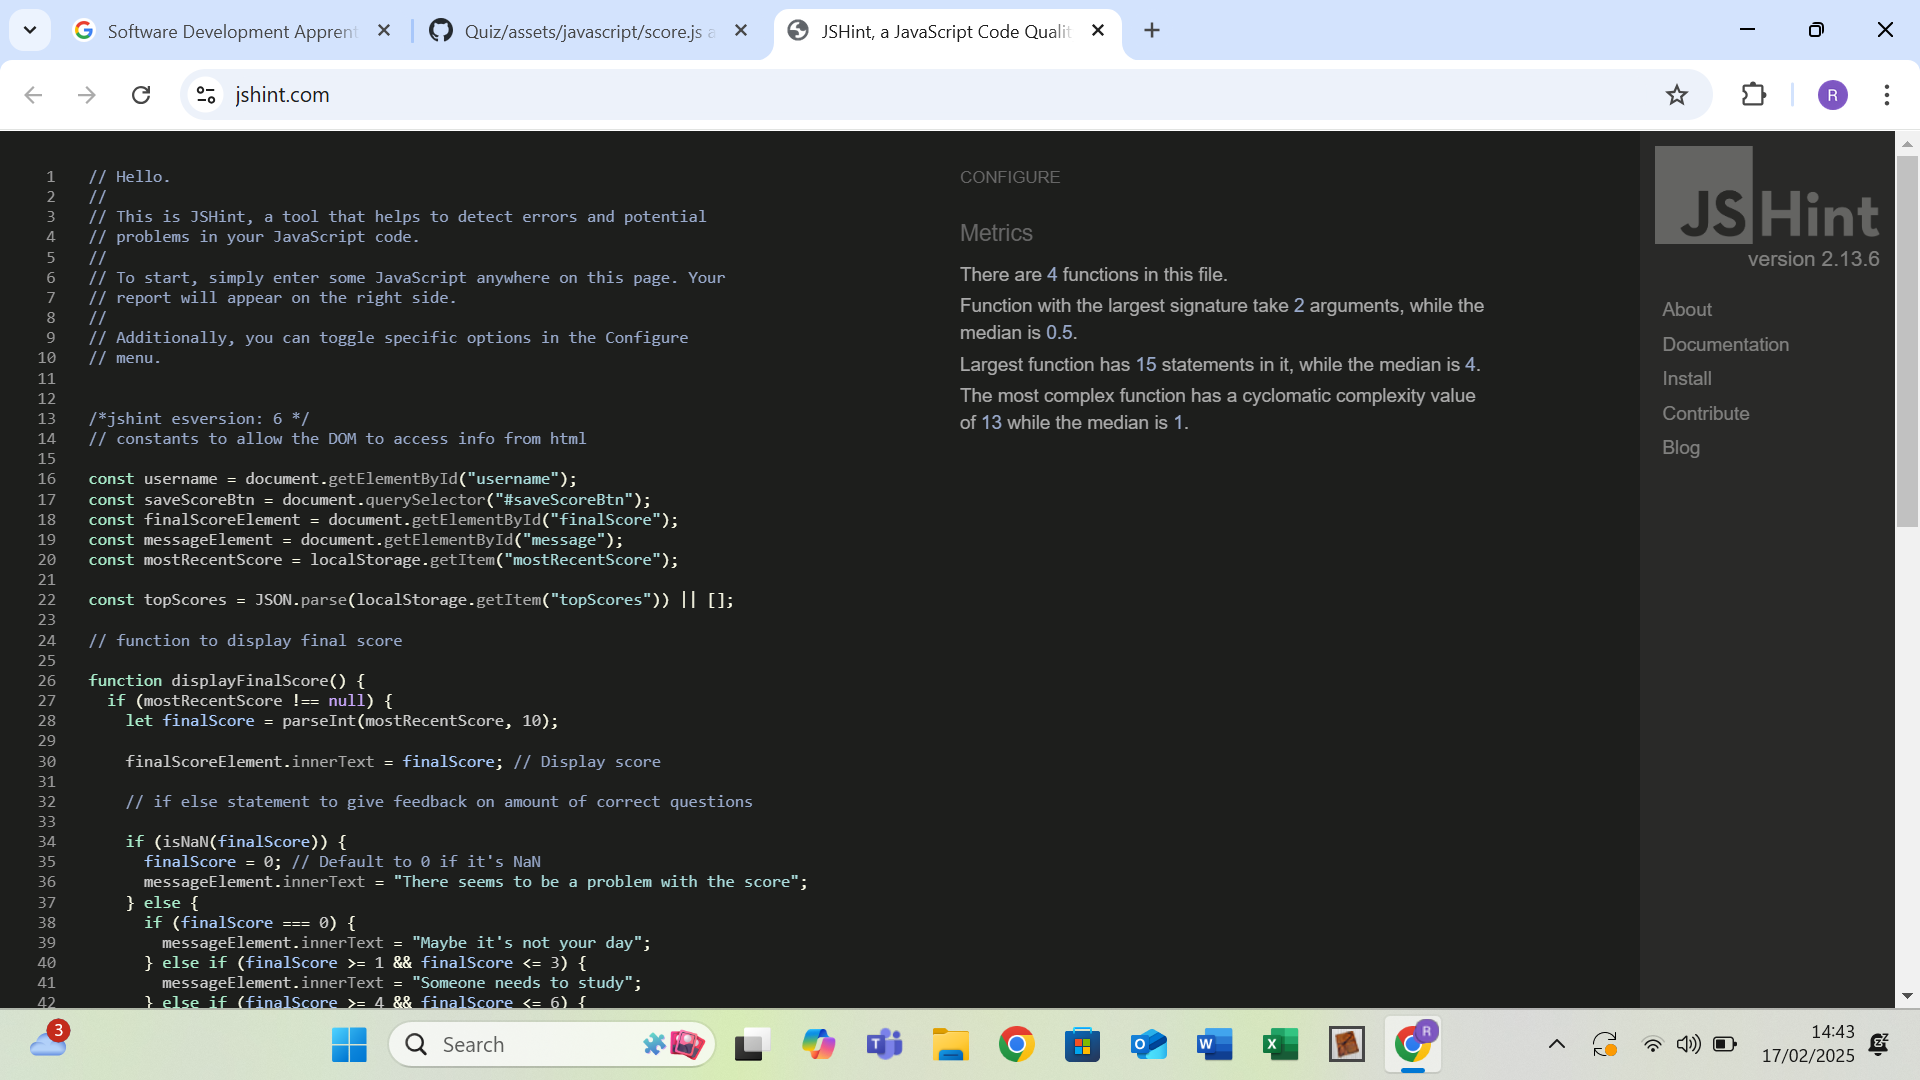 Software Development Apprent
Quiz/assets/javascript/score.js a
JSHint, a JavaScript Code Qualit
jshint.com
R
1 // Hello.
2 //
3 // This is JSHint, a tool that helps to detect errors and potential
4 // problems in your JavaScript code.
5 //
6 // To start, simply enter some JavaScript anywhere on this page. Your
7 // report will appear on the right side.
8 //
9 // Additionally, you can toggle specific options in the Configure
10 // menu.
11
12
13 /*jshint esversion: 6 */
14 // constants to allow the DOM to access info from html
15
16 const username = document.getElementById("username");
17 const saveScoreBtn = document.querySelector("#saveScoreBtn");
18 const finalScoreElement = document.getElementById("finalScore");
19 const messageElement = document.getElementById("message");
20 const mostRecentScore = localStorage.getItem("mostRecentScore");
21
22 const topScores = JSON.parse(localStorage.getItem("topScores")) || [];
23
24 // function to display final score
25
26 function displayFinalScore() {
27 if (mostRecentScore !== null) {
28 let finalScore = parseInt(mostRecentScore, 10);
29
30 finalScoreElement.innerText = finalScore; // Display score
31
32 // if else statement to give feedback on amount of correct questions
33
34 if (isNaN(finalScore)) {
35 finalScore = 0; // Default to 0 if it's NaN
36 messageElement.innerText = "There seems to be a problem with the score";
37 } else {
38 if (finalScore === 0) {
39 messageElement.innerText = "Maybe it's not your day";
40 } else if (finalScore >= 1 && finalScore <= 3) {
41 messageElement.innerText = "Someone needs to study";
42 } else if (finalScore >= 4 && finalScore <= 6) {
CONFIGURE
Metrics
There are 4 functions in this file.
Function with the largest signature take 2 arguments, while the
median is 0.5.
Largest function has 15 statements in it, while the median is 4.
The most complex function has a cyclomatic complexity value
of 13 while the median is 1.
JSHint
version 2.13.6
About
Documentation
Install
Contribute
Blog
3
Search
T
O
W
X
R
14:43
17/02/2025